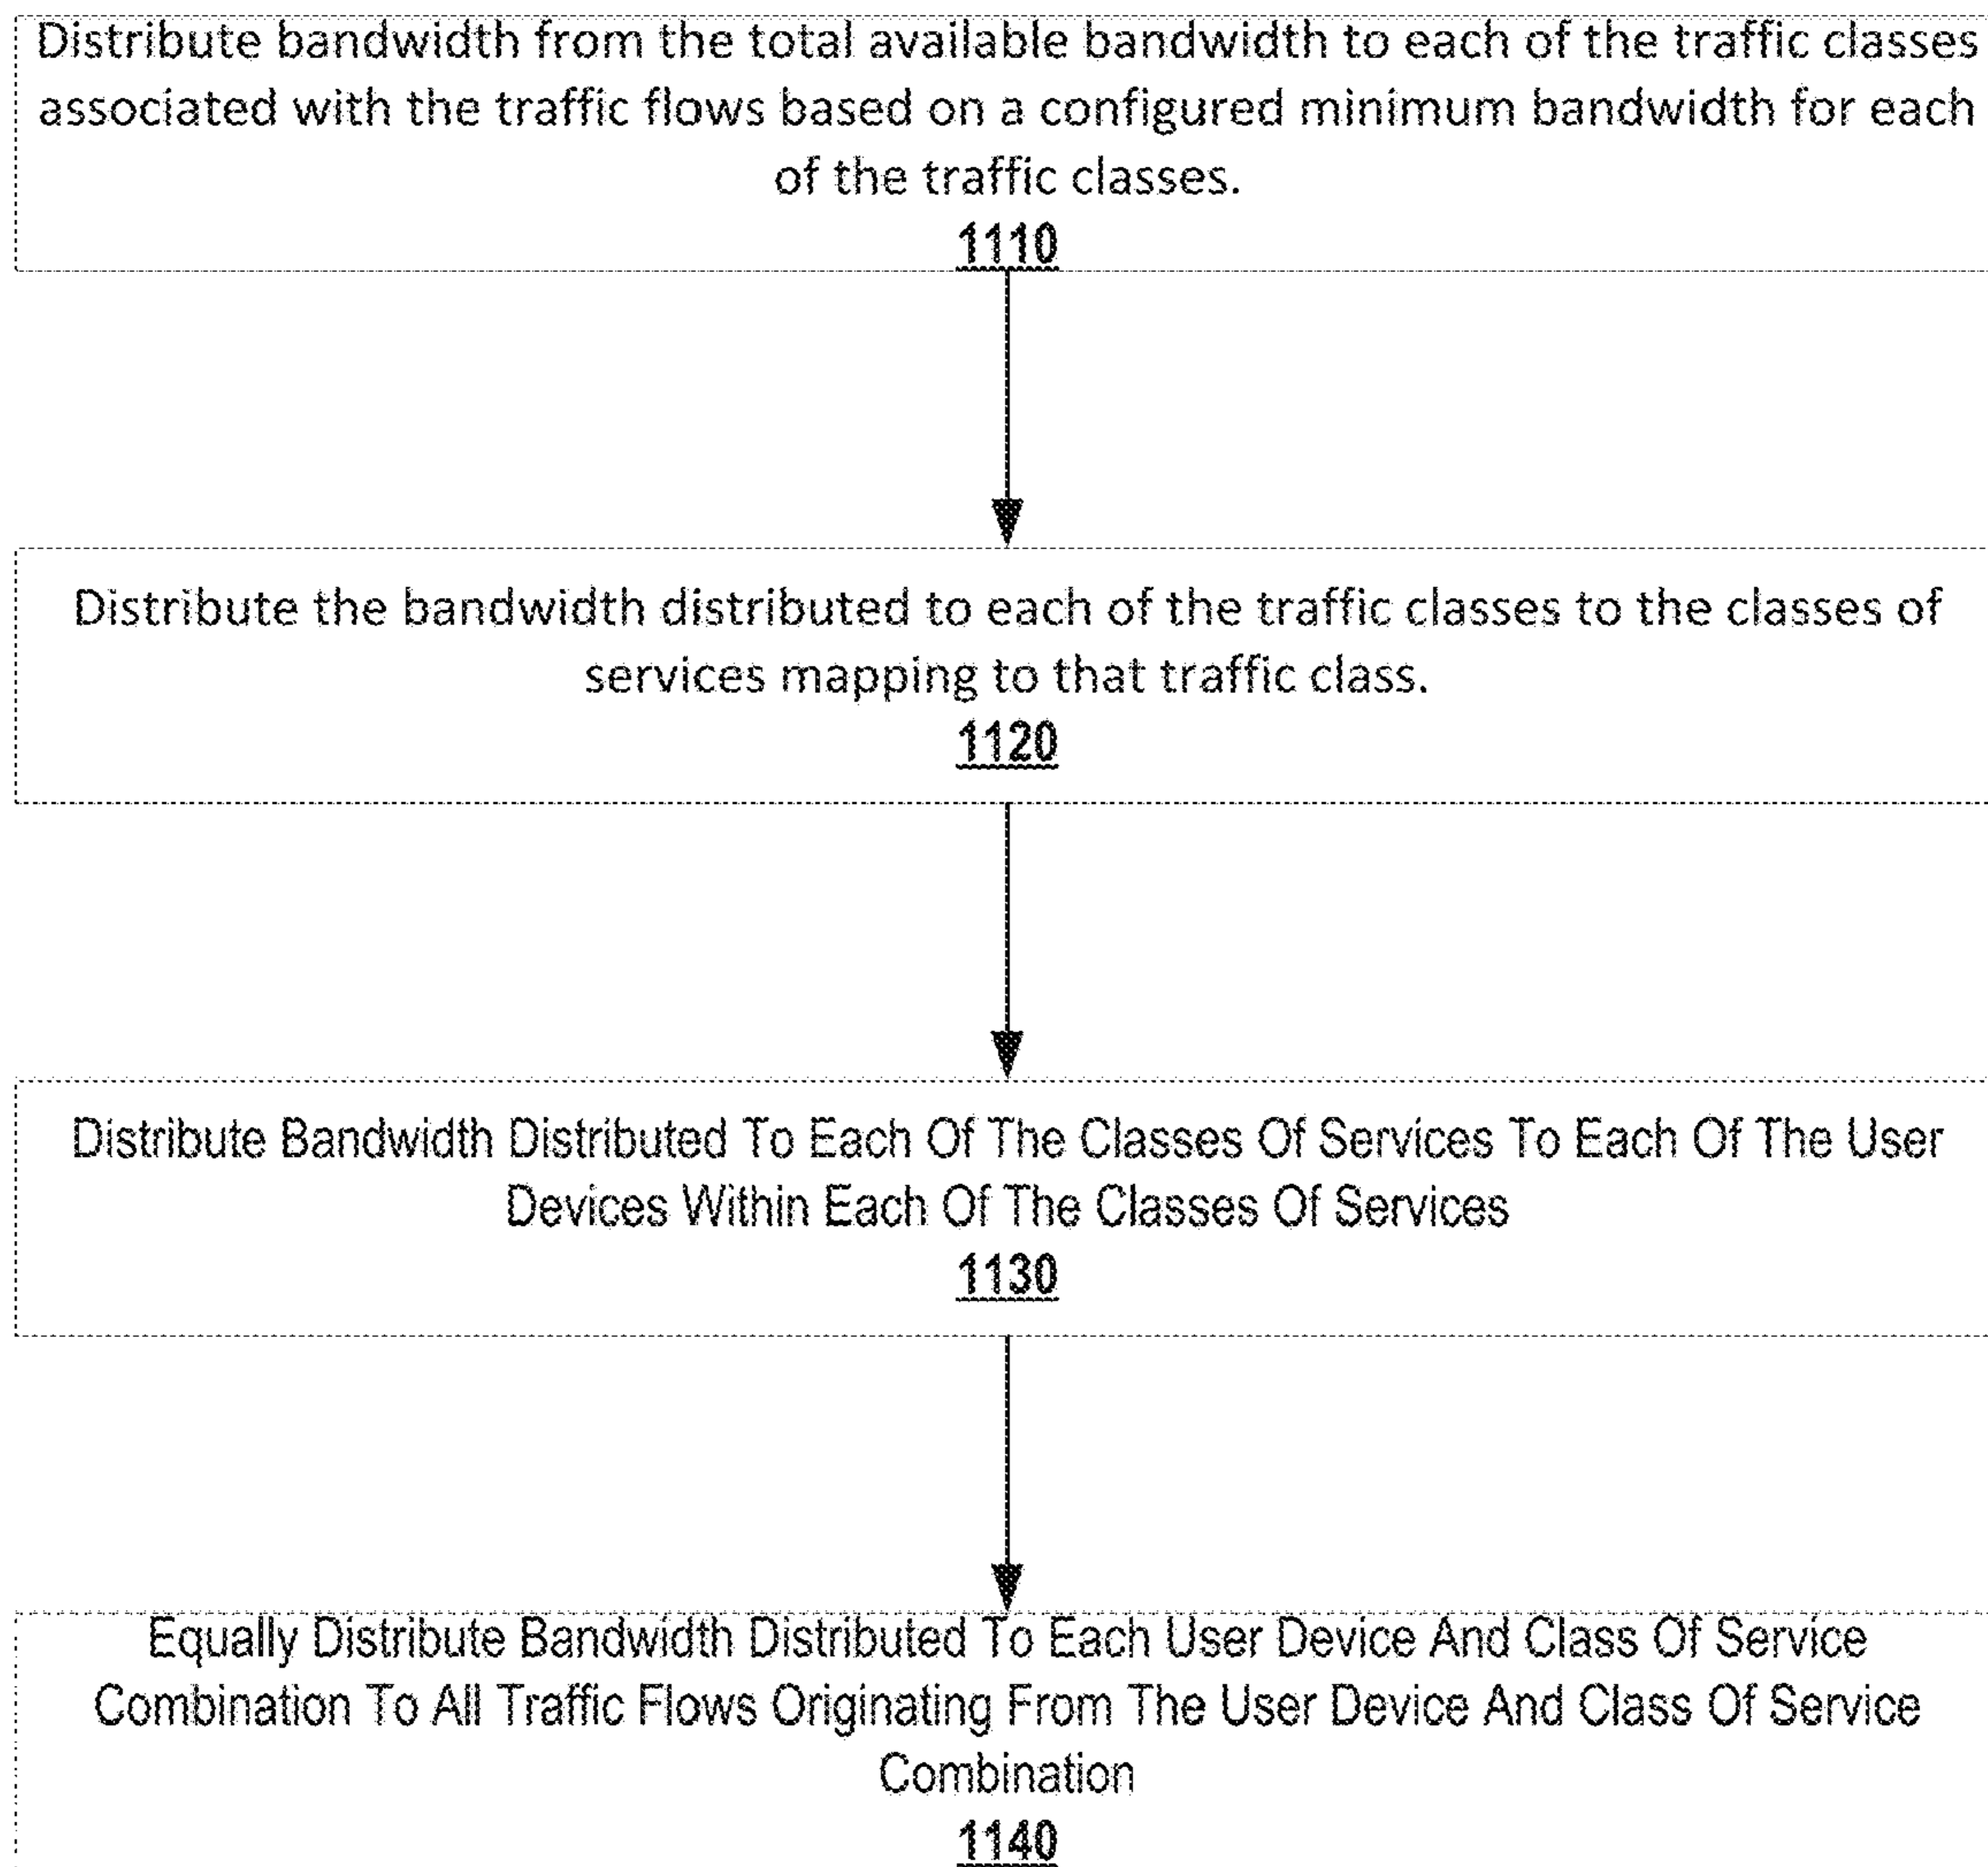 Distribute bandwidth from the total available bandwidth to each of the traffic classes
associated with the traffic flows based on a configured minimum bandwidth for each
of the traffic classes.
1110
Distribute the bandwidth distributed to each of the traffic classes to the classes of
services mapping to that traffic class.
1120
Distribute Bandwidth Distributed To Each Of The Classes Of Services To Each Of The User
Devices Within Each Of The Classes Of Services
1130
Equally Distribute Bandwidth Distributed To Each User Device And Class Of Service
Combination To All Traffic Flows Originating From The User Device And Class Of Service
Combination
1140